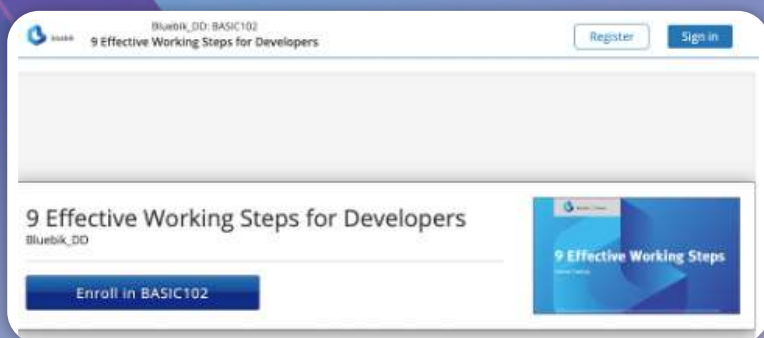 Bluebik_DD: BASIC102
bluebik
9 Effective Working Steps for Developers
Register
Sign in
9 Effective Working Steps for Developers
Bluebik_DD
Enroll in BASIC102
9 Effective Working Steps